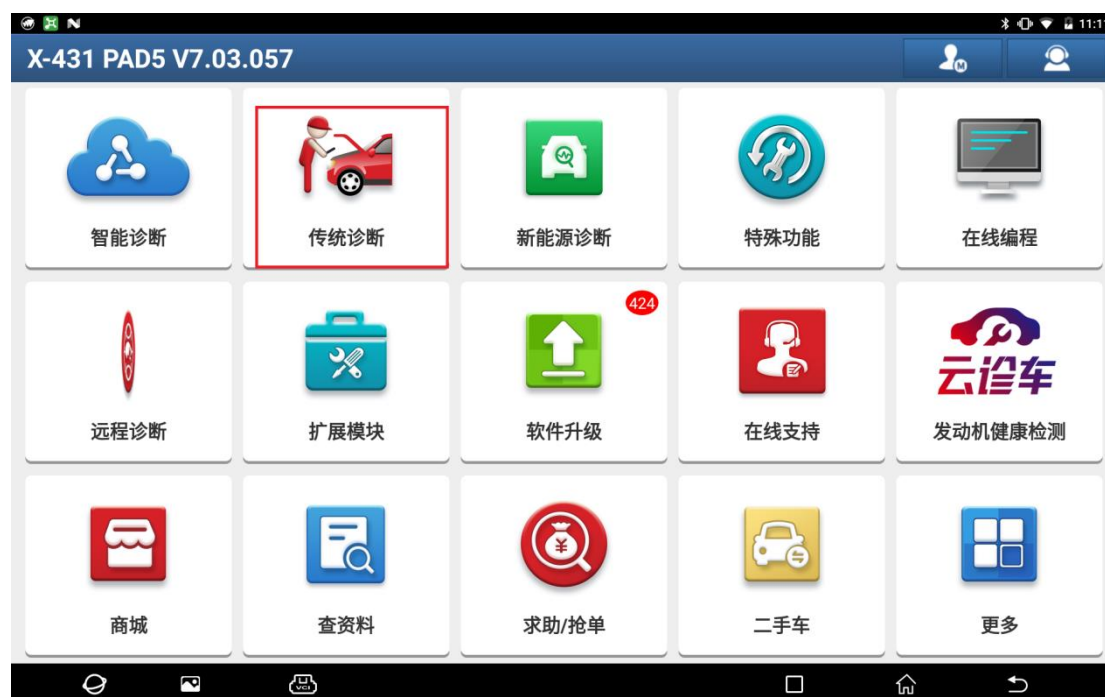 11:11
X-431 PAD5 V7.03.057
M
智能诊断
传统诊断
新能源诊断
特殊功能
在线编程
424
云诊车
远程诊断
扩展模块
软件升级
在线支持
发动机健康检测
¥
商城
查资料
求助/抢单
二手车
更多
VCI